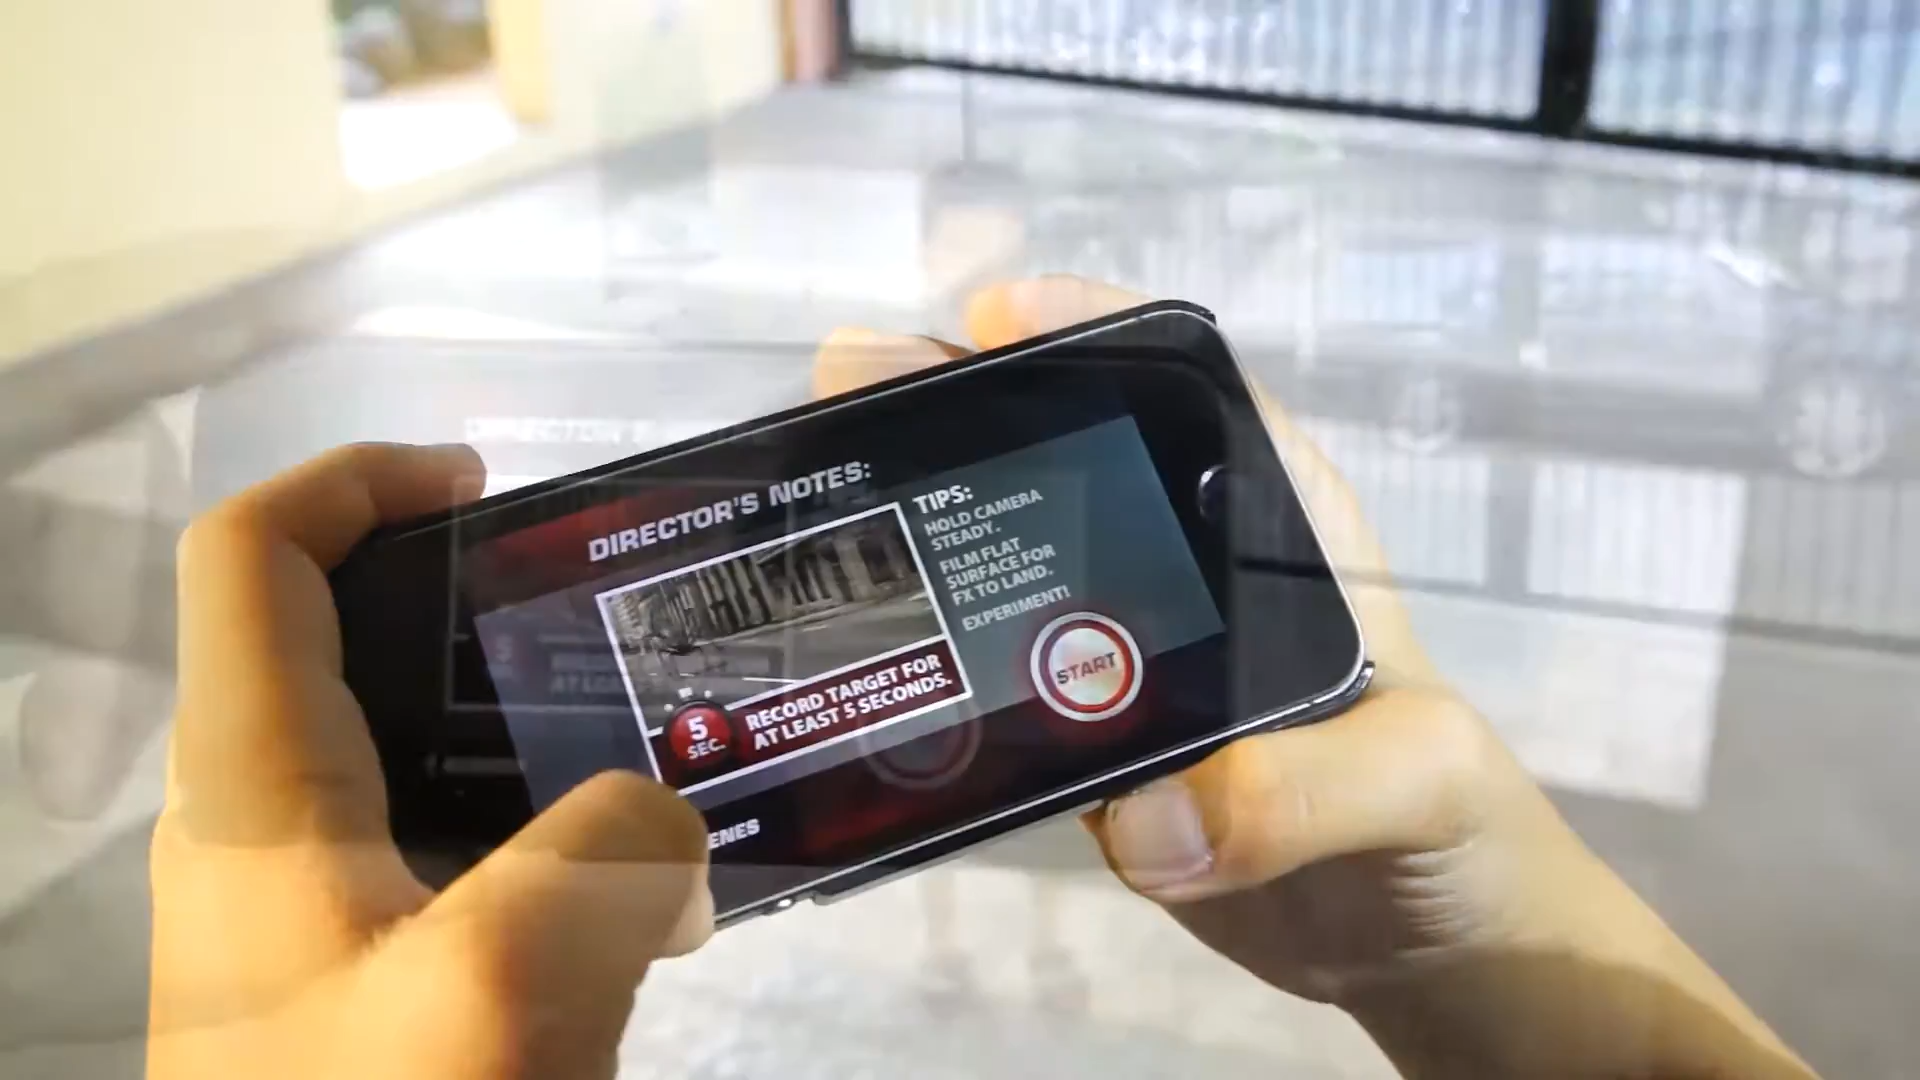 DIRECTOR'S NOTES:
TIPS:
HOLD CAMERA
STEADY.
FILM FLAT
SURFACE FOR
FX TO LAND.
EXPERIMENT!
5
SEC.
RECORD TARGET FOR
AT LEAST 5 SECONDS.
START
ENES